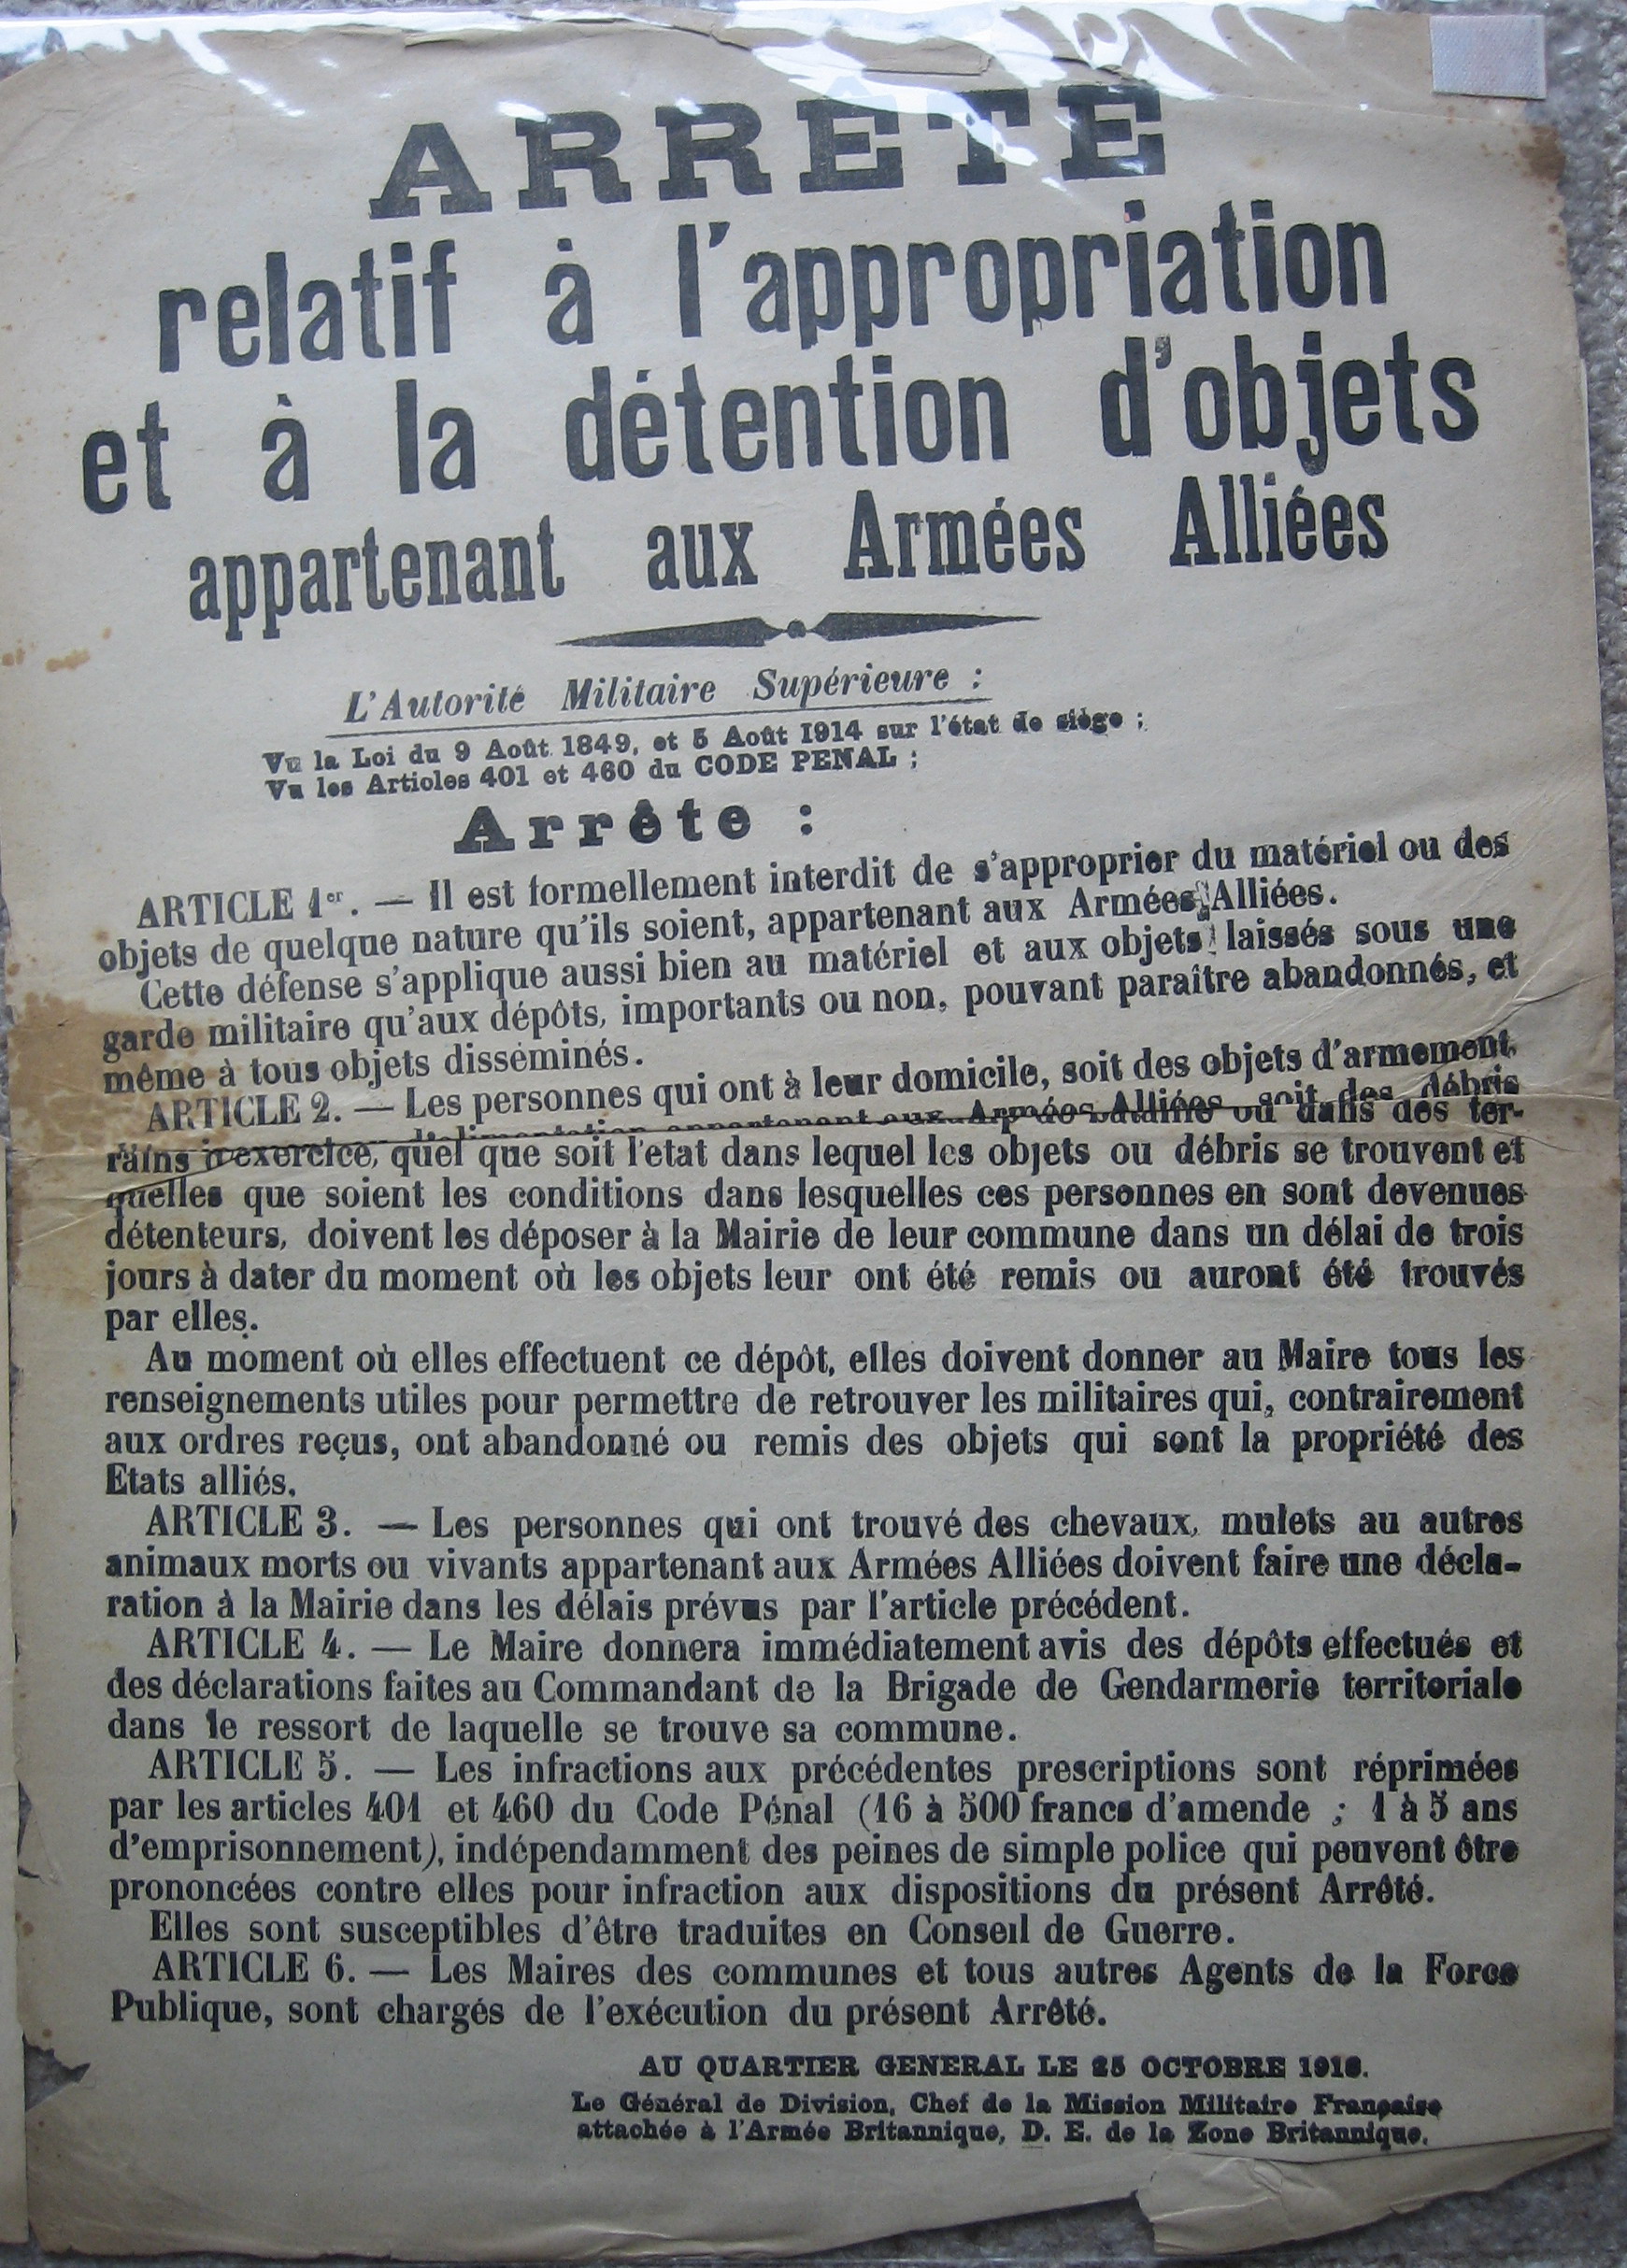 ARRÊTÉ
relatif à l'appropriation
et à la détention d'objets
appartenant aux Armées Alliées
L'Autorité Militaire Supérieure :
Vu la Loi du 9 Août 1849, et 5 Août 1914 sur l'état de siège ;
Vu les Articles 401 et 460 du CODE PENAL ;
Arrête :
ARTICLE 1er. — Il est formellement interdit de s'approprier du matériel ou des
objets de quelque nature qu'ils soient, appartenant aux Armées Alliées.
Cette défense s'applique aussi bien au matériel et aux objets laissés sous une
garde militaire qu'aux dépôts, importants ou non, pouvant paraître abandonnés, et
même à tous objets disséminés.
ARTICLE 2. — Les personnes qui ont à leur domicile, soit des objets d'armement,
d'alimentation appartenant aux Armées Alliées soit des débris
ou dans des ter-
rains d'exercice, quel que soit l'etat dans lequel les objets ou débris se trouvent et
quelles que soient les conditions dans lesquelles ces personnes en sont devenues
détenteurs, doivent les déposer à la Mairie de leur commune dans un délai de trois
jours à dater du moment où les objets leur ont été remis ou auront été trouvés
par elles.
Au moment où elles effectuent ce dépôt, elles doivent donner au Maire tous les
renseignements utiles pour permettre de retrouver les militaires qui, contrairement
aux ordres reçus, ont abandonné ou remis des objets qui sont la propriété des
Etats alliés.
ARTICLE 3. — Les personnes qui ont trouvé des chevaux, mulets au autres
animaux morts ou vivants appartenant aux Armées Alliées doivent faire une décla-
ration à la Mairie dans les délais prévus par l'article précédent.
ARTICLE 4. — Le Maire donnera immédiatement avis des dépôts effectués et
des déclarations faites au Commandant de la Brigade de Gendarmerie territoriale
dans le ressort de laquelle se trouve sa commune.
ARTICLE 5. — Les infractions aux précédentes prescriptions sont réprimées
par les articles 401 et 460 du Code Pénal (16 à 500 francs d'amende ; 1 à 5 ans
d'emprisonnement), indépendamment des peines de simple police qui peuvent être
prononcées contre elles pour infraction aux dispositions du présent Arrêté.
Elles sont susceptibles d'être traduites en Conseil de Guerre.
ARTICLE 6. — Les Maires des communes et tous autres Agents de la Force
Publique, sont chargés de l'exécution du présent Arrêté.
AU QUARTIER GENERAL LE 25 OCTOBRE
Le Général de Division, Chef de la Mission Militaire Française
attachée à l'Armée Britannique, D. E. de la Zone Britannique.